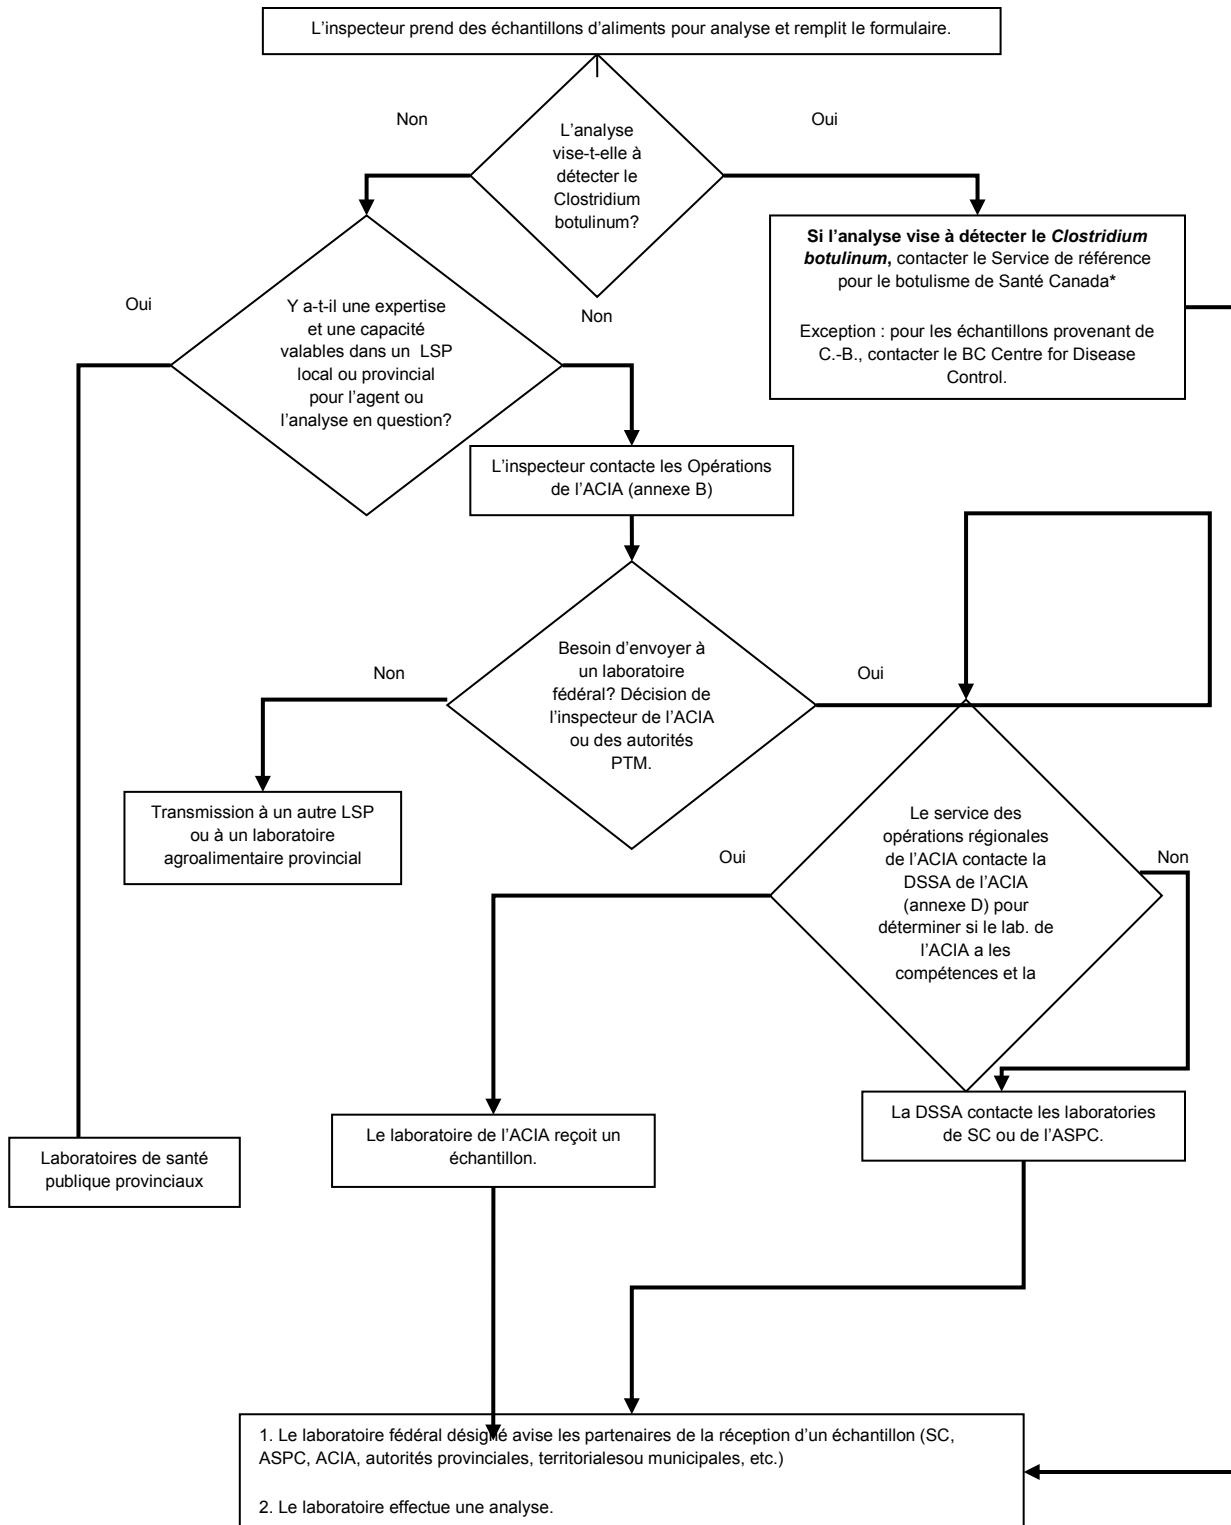 L'inspecteur prend des échantillons d'aliments pour analyse et remplit le formulaire.
Non
Oui
L'analyse
vise-t-elle à
détecter le
Clostridium
botulinum?
Si l'analyse vise à détecter le Clostridium
botulinum, contacter le Service de référence
pour le botulisme de Santé Canada*
Exception : pour les échantillons provenant de
C.-B., contacter le BC Centre for Disease
Control.
Oui
Non
Y a-t-il une expertise
et une capacité
valables dans un LSP
local ou provincial
pour l'agent ou
l'analyse en question?
L'inspecteur contacte les Opérations
de l'ACIA (annexe B)
Non
Oui
Besoin d'envoyer à
un laboratoire
fédéral? Décision de
l'inspecteur de l'ACIA
ou des autorités
PTM.
Transmission à un autre LSP
ou à un laboratoire
agroalimentaire provincial
Oui
Non
Le service des
opérations régionales
de l'ACIA contacte la
DSSA de l'ACIA
(annexe D) pour
déterminer si le lab. de
l'ACIA a les
compétences et la
Laboratoires de santé
publique provinciaux
Le laboratoire de l'ACIA reçoit un
échantillon.
La DSSA contacte les laboratories
de SC ou de l'ASPC.
1. Le laboratoire fédéral désigné avise les partenaires de la réception d'un échantillon (SC,
ASPC, ACIA, autorités provinciales, territorialesou municipales, etc.)
2. Le laboratoire effectue une analyse.